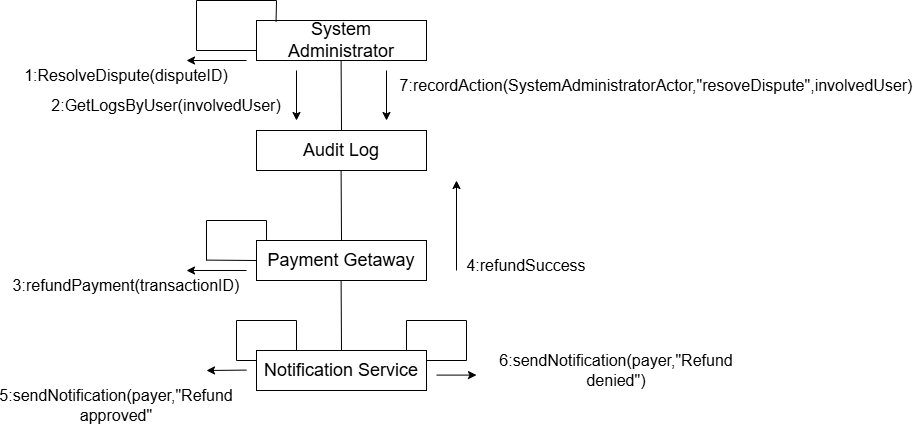 System
Administrator
1:ResolveDispute(disputeID)
7:recordAction(SystemAdministratorActor,"resoveDispute",involvedUser)
2:GetLogsByUser(involvedUser)
Audit Log
Payment Getaway
4:refundSuccess
3:refundPayment(transactionID)
Notification Service
6:sendNotification(payer,"Refund
denied")
5:sendNotification(payer,"Refund
approved"